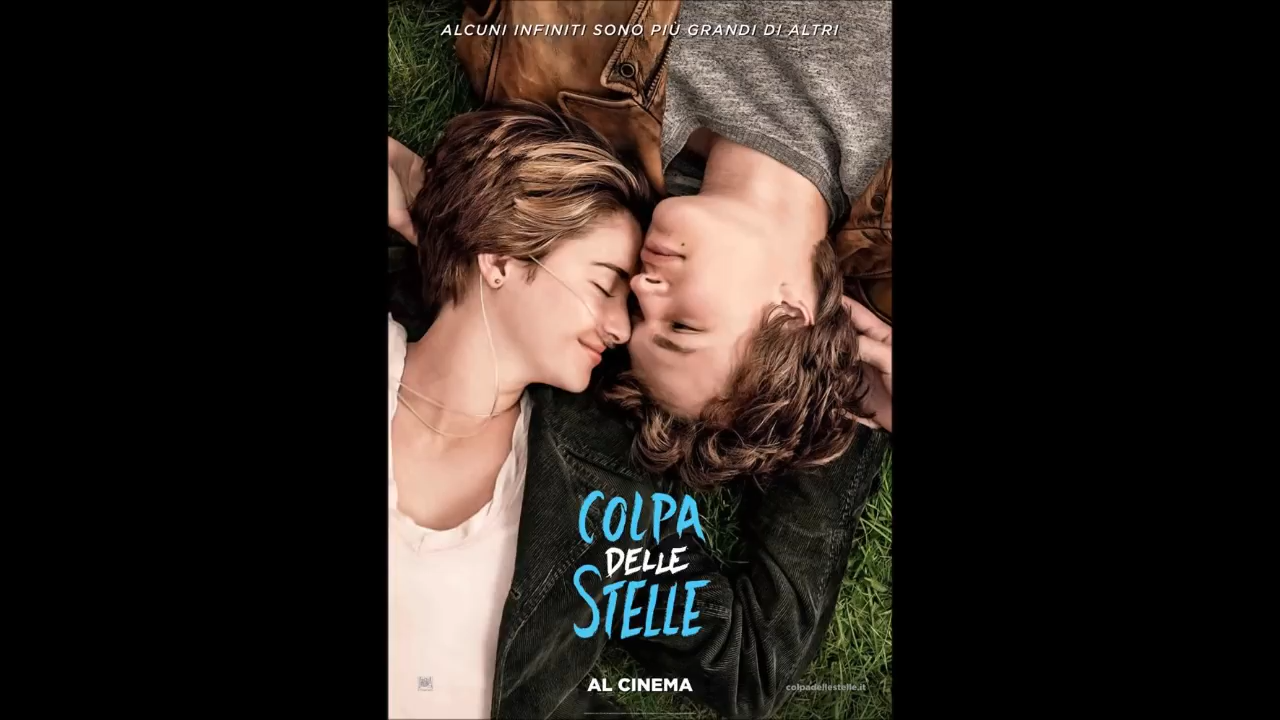 ALCUNI INFINITI SONO PIÙ GRANDI DI ALTRI
COLPA
DELLE
STELLE
AL CINEMA
colpadellestelle.it